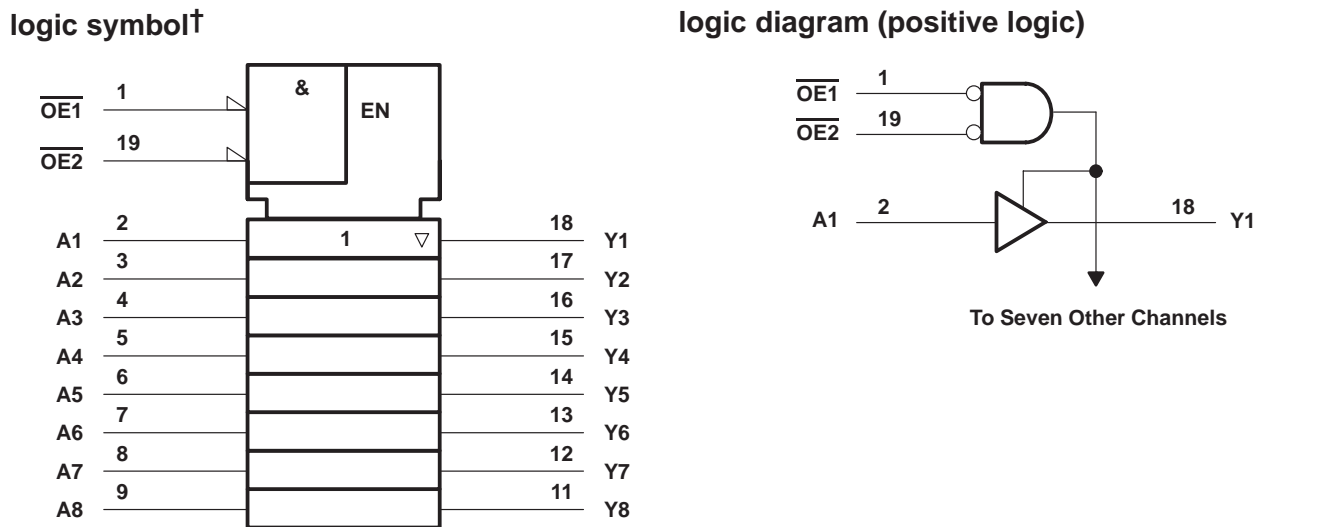 logic symbol†
1
OE1
19
OE2
&
EN
2
A1
1
18
Y1
3
A2
17
Y2
4
A3
16
Y3
5
A4
15
Y4
6
A5
14
Y5
7
A6
13
Y6
8
A7
12
Y7
9
A8
11
Y8
logic diagram (positive logic)
1
OE1
19
OE2
2
A1
18
Y1
To Seven Other Channels